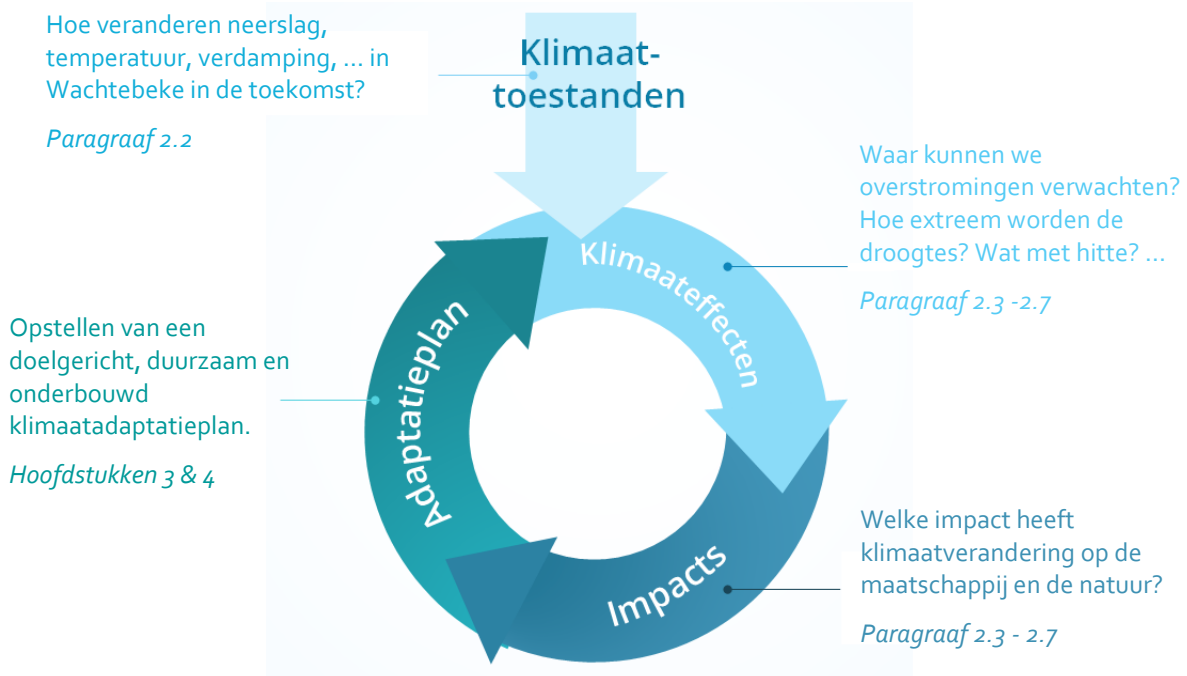 Hoe veranderen neerslag,
temperatuur, verdamping, ... in
Wachtebeke in de toekomst?
Paragraaf 2.2
Klimaat-
toestanden
Waar kunnen we
overstromingen verwachten?
Hoe extreem worden de
droogtes? Wat met hitte? ...
Paragraaf 2.3 -2.7
Klimaateffecten
Opstellen van een
doelgericht, duurzaam en
onderbouwd
klimaatadaptatieplan.
Hoofdstukken 3 & 4
Adaptatieplan
Welke impact heeft
klimaatverandering op de
maatschappij en de natuur?
Paragraaf 2.3 - 2.7
Impacts